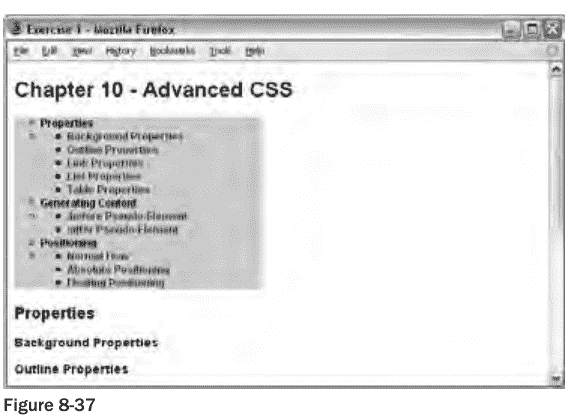 Exercise 1 - Mozilla Firefox
File Edit View History Bookmarks Tools Help
Chapter 10 - Advanced CSS
Properties
Background Properties
Outline Properties
Link Properties
List Properties
Table Properties
Generating Content
:before Pseudo-Element
:after Pseudo-Element
Positioning
Normal Flow
Absolute Positioning
Floating Positioning
Properties
Background Properties
Outline Properties
Figure 8-37